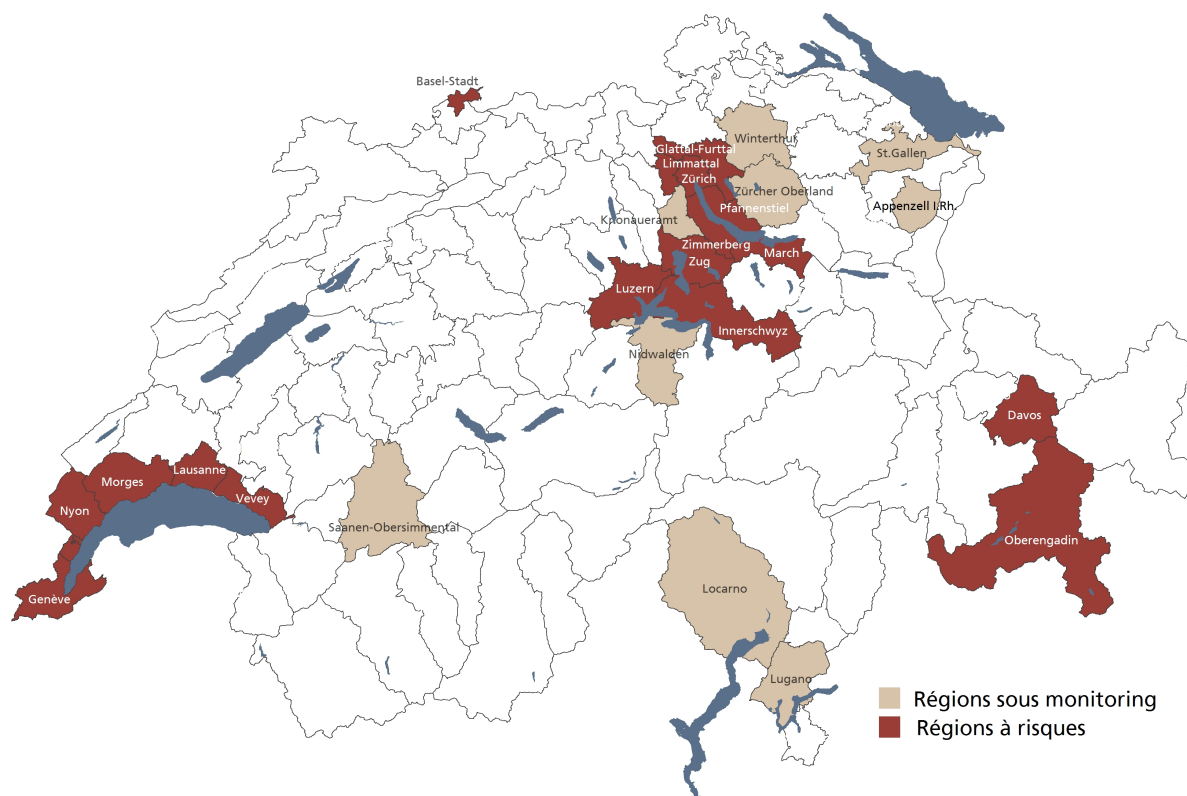 Basel-Stadt
Winterthur
Glattal-Furttal
St.Gallen
Limmattal
Zürich
Zürcher Oberland
Appenzell I.Rh.
Pfannenstiel
Knonaueramt
Zimmerberg
March
Zug
Luzern
Innerschwyz
Nidwalden
Davos
Lausanne
Morges
Vevey
Nyon
Saanen-Obersimmental
Oberengadin
Locarno
Genève
Lugano
Régions sous monitoring
Régions à risques